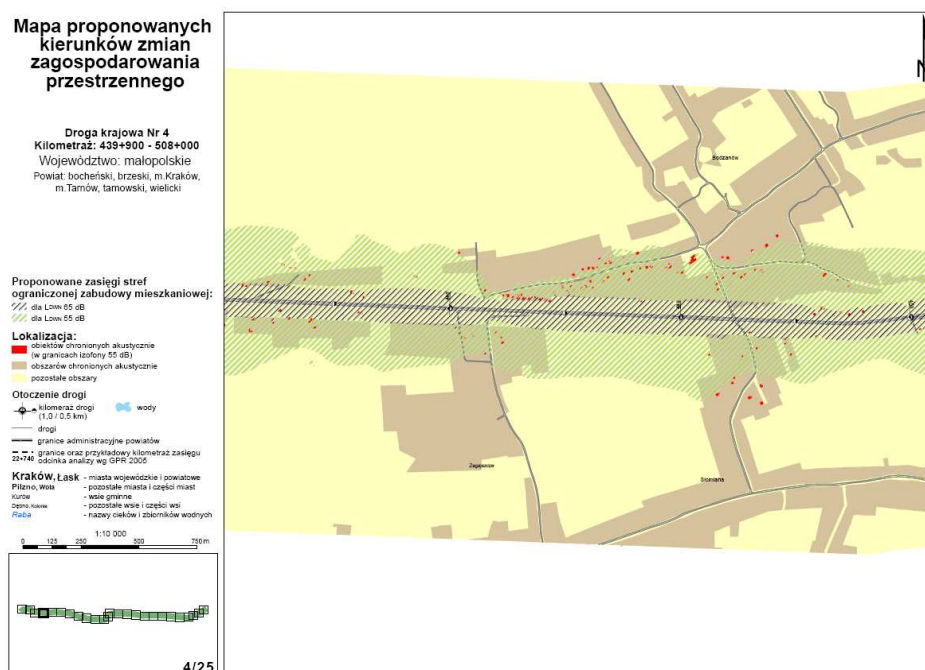 Mapa proponowanych
kierunków zmian
zagospodarowania
przestrzennego
Droga krajowa Nr 4
Kilometraż: 439+900 - 508+000
Województwo: małopolskie
Powiat: bocheński, brzeski, m.Kraków,
m.Tarnów, tarnowski, wielicki
Proponowane zasięgi stref
ograniczonej zabudowy mieszkaniowej:
dla LDWN 65 dB
dla LDWN 55 dB
Lokalizacja:
obiektów chronionych akustycznie
(w granicach izofony 55 dB)
obszarów chronionych akustycznie
pozostałe obszary
Otoczenie drogi
kilometraż drogi
(1,0 / 0,5 km)
wody
drogi
granice administracyjne powiatów
granice oraz przykładowy kilometraż zasięgu
odcinka analizy wg GPR 2005
22+740
Kraków, Łask - miasta wojewódzkie i powiatowe
Pilzno, Wola - pozostałe miasta i części miast
Kurów - wsie gminne
- pozostałe wsie i części wsi
Raba - nazwy cieków i zbiorników wodnych
1:10 000
0 125 250 500 750 m
4/25
N
Bodzanów